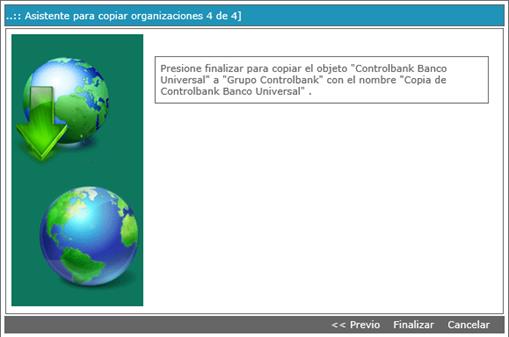 ..:: Asistente para copiar organizaciones 4 de 4]
Presione finalizar para copiar el objeto "Controlbank Banco
Universal" a "Grupo Controlbank" con el nombre "Copia de
Controlbank Banco Universal" .
<< Previo Finalizar Cancelar